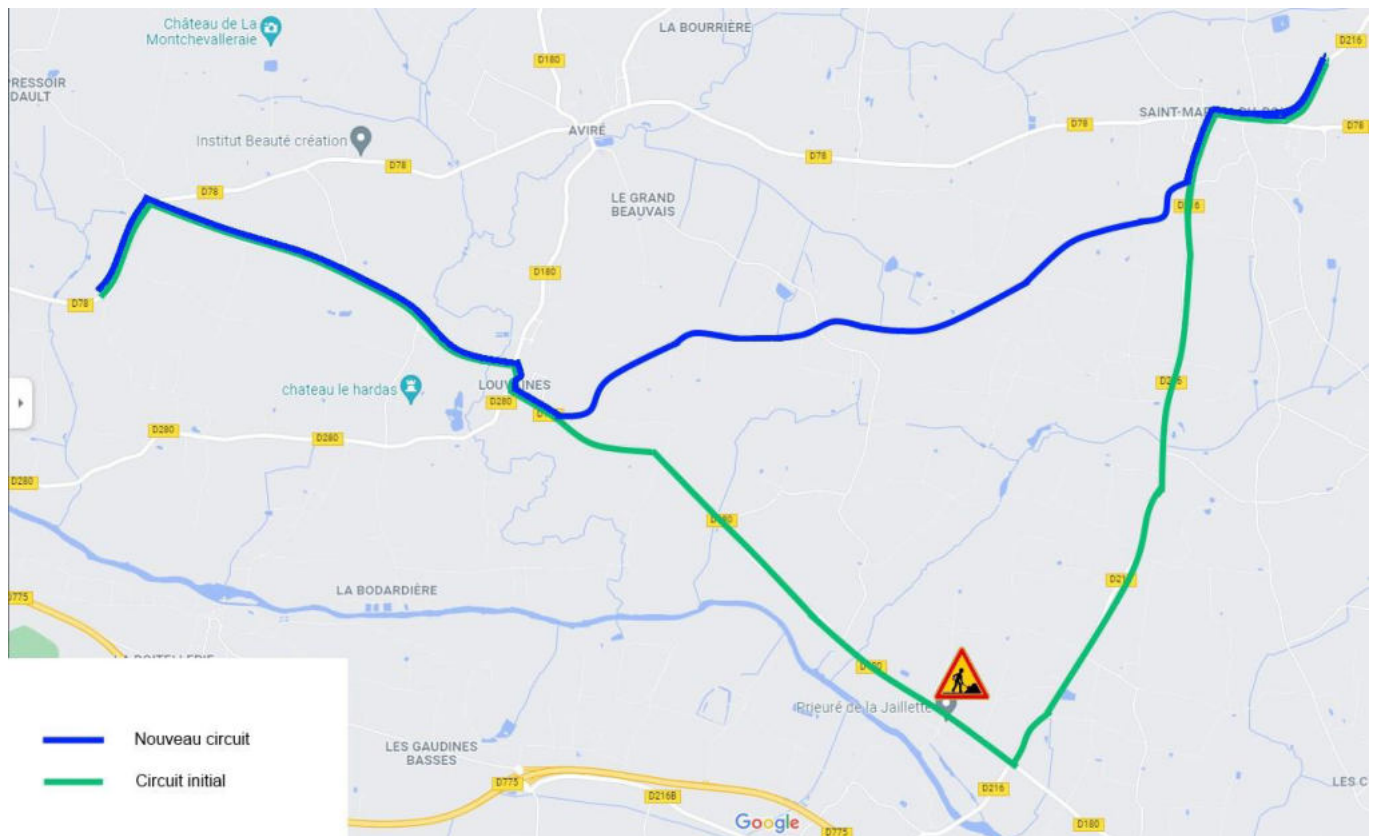 Château de La
Montchevalleraie
LA BOURRIÈRE
D216
D180
PRESSOIR
DAULT
SAINT-MAR
AVIRÉ
D78
D78
Institut Beauté création
D78
D78
D78
LE GRAND
BEAUVAIS
D180
D78
chateau le hardas
LOUVAINES
D280
D280
D280
D280
LA BODARDIÈRE
D775
Prieuré de la Jaillette
Nouveau circuit
Circuit initial
LES GAUDINES
BASSES
D775
D216B
D216
LES C
Google
D775
D180